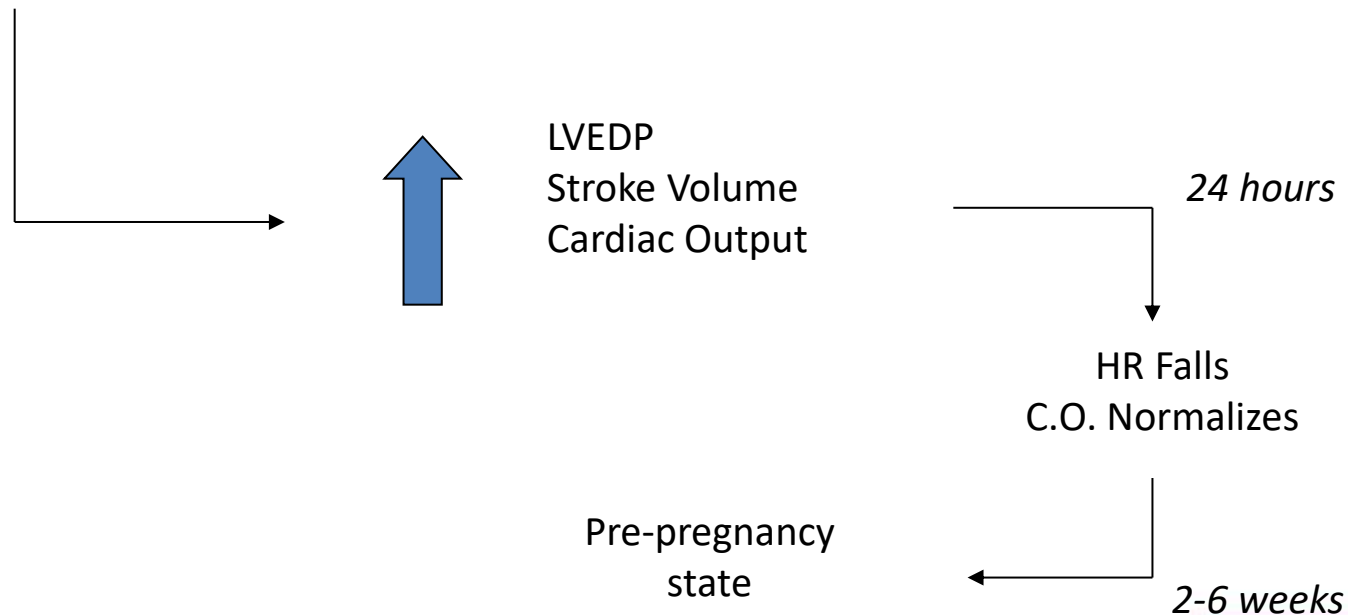 LVEDP
Stroke Volume
Cardiac Output
24 hours
HR Falls
C.O. Normalizes
Pre-pregnancy
state
2-6 weeks